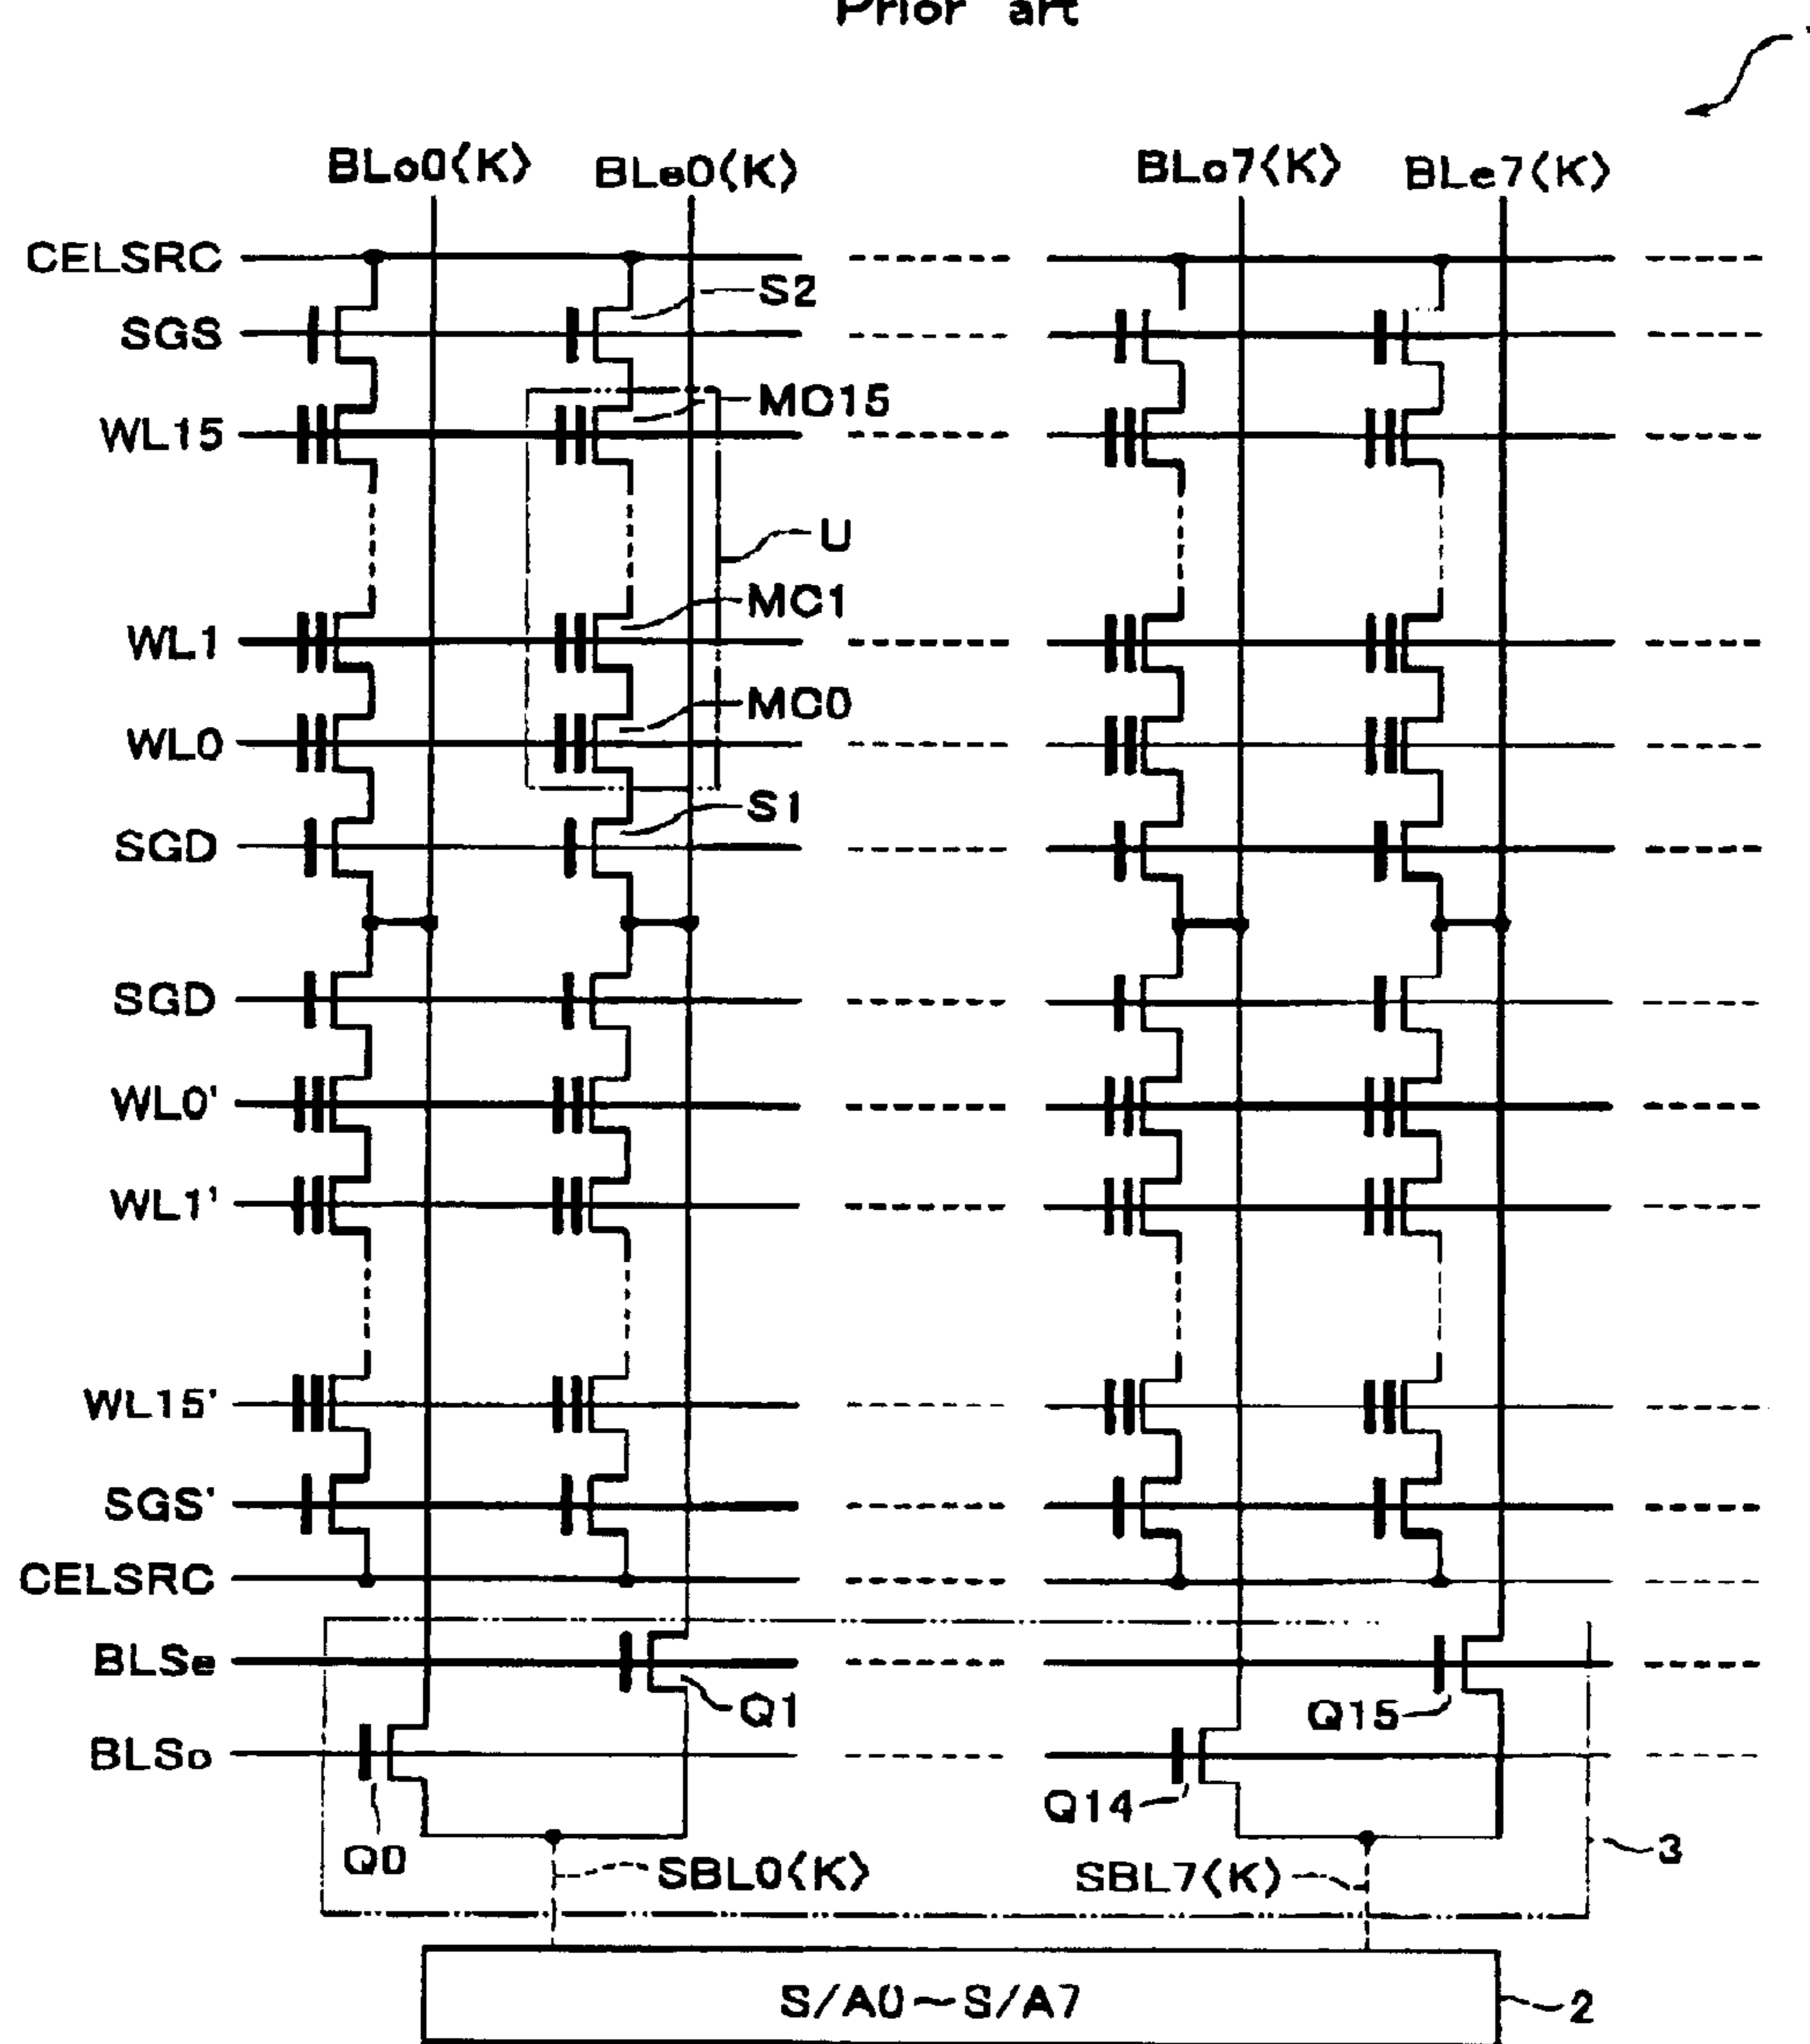 Prior art
BLo0(K) BLe0(K) BLo7(K) BLe7(K)
CELSRC
S2
SGS
MC15
WL15
U
MC1
WL1
MC0
WL0
S1
SGD
SGD
WL0'
WL1'
WL15'
SGS'
CELSRC
BLSe
Q1 Q15
BLSo
Q14
Q0
SBL0(K) SBL7(K) 3
S/A0~S/A7 2